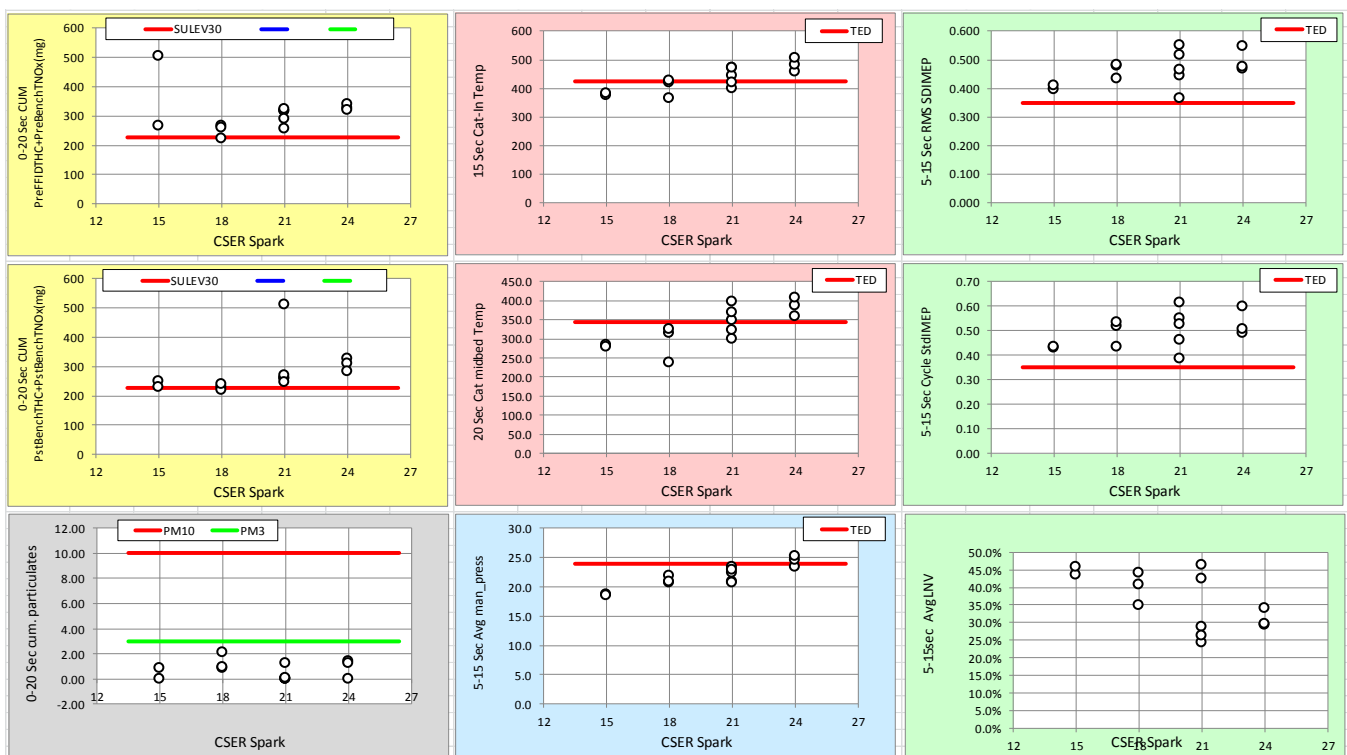 SULEV30
600
500
400
300
200
100
0
12 15 18 21 24 27
0-20 Sec CUM
PreFFIDTHC+PreBenchTNOx(mg)
CSER Spark
TED
600
500
400
300
200
100
0
12 15 18 21 24 27
15 Sec Cat-In Temp
CSER Spark
TED
0.600
0.500
0.400
0.300
0.200
0.100
0.000
12 15 18 21 24 27
5-15 Sec RMS SDIMEP
CSER Spark
SULEV30
600
500
400
300
200
100
0
12 15 18 21 24 27
0-20 Sec CUM
PstBenchTHC+PstBenchTNOx(mg)
CSER Spark
TED
450.0
400.0
350.0
300.0
250.0
200.0
150.0
100.0
50.0
0.0
12 15 18 21 24 27
20 Sec Cat midbed Temp
CSER Spark
TED
0.70
0.60
0.50
0.40
0.30
0.20
0.10
0.00
12 15 18 21 24 27
5-15 Sec Cycle StdIMEP
CSER Spark
PM10 PM3
12.00
10.00
8.00
6.00
4.00
2.00
0.00
-2.00
12 15 18 21 24 27
0-20 Sec cum. particulates
CSER Spark
TED
30.0
25.0
20.0
15.0
10.0
5.0
0.0
12 15 18 21 24 27
5-15 Sec Avg man_press
CSER Spark
50.0%
45.0%
40.0%
35.0%
30.0%
25.0%
20.0%
15.0%
10.0%
5.0%
0.0%
12 15 18 21 24 27
5-15sec AvgLNV
CSER Spark